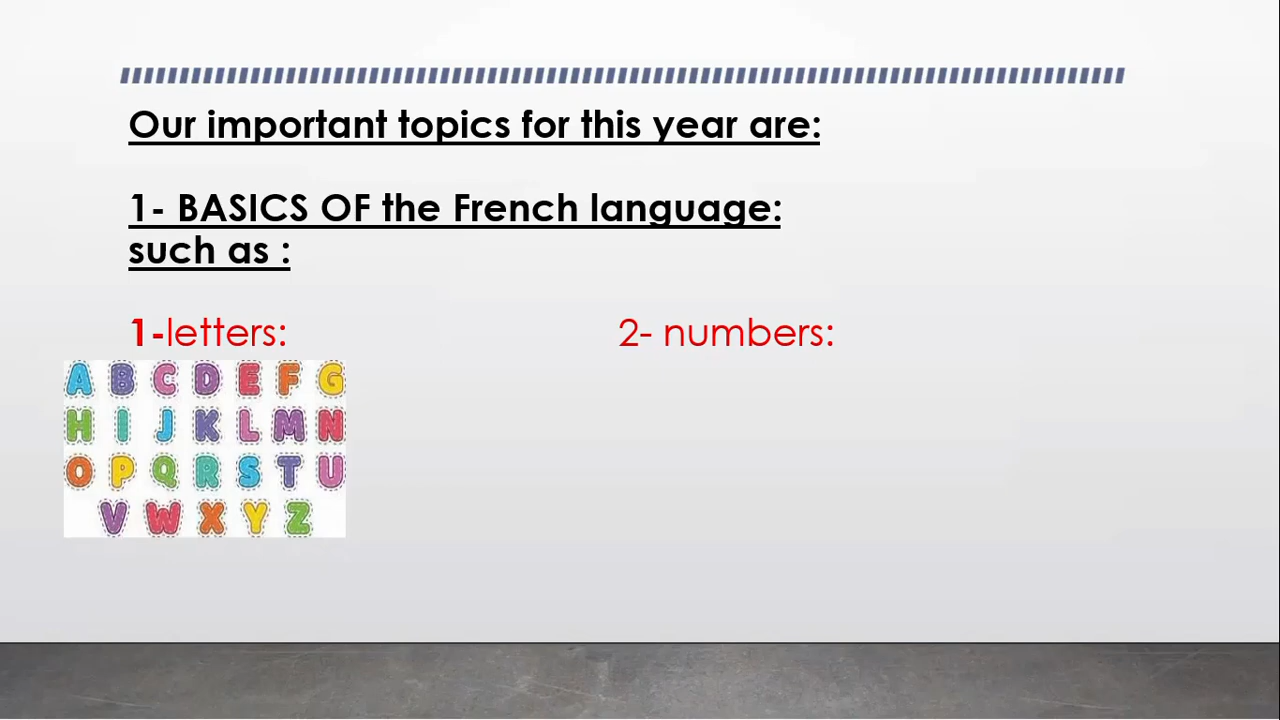 Our important topics for this year are:
1- BASICS OF the French language:
such as :
1-letters: 2- numbers:
A B C D E F G
H I J K L M N
O P Q R S T U
V W X Y Z